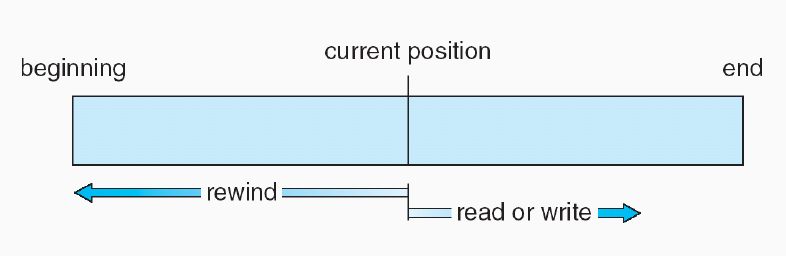 current position
beginning
end
rewind
read or write